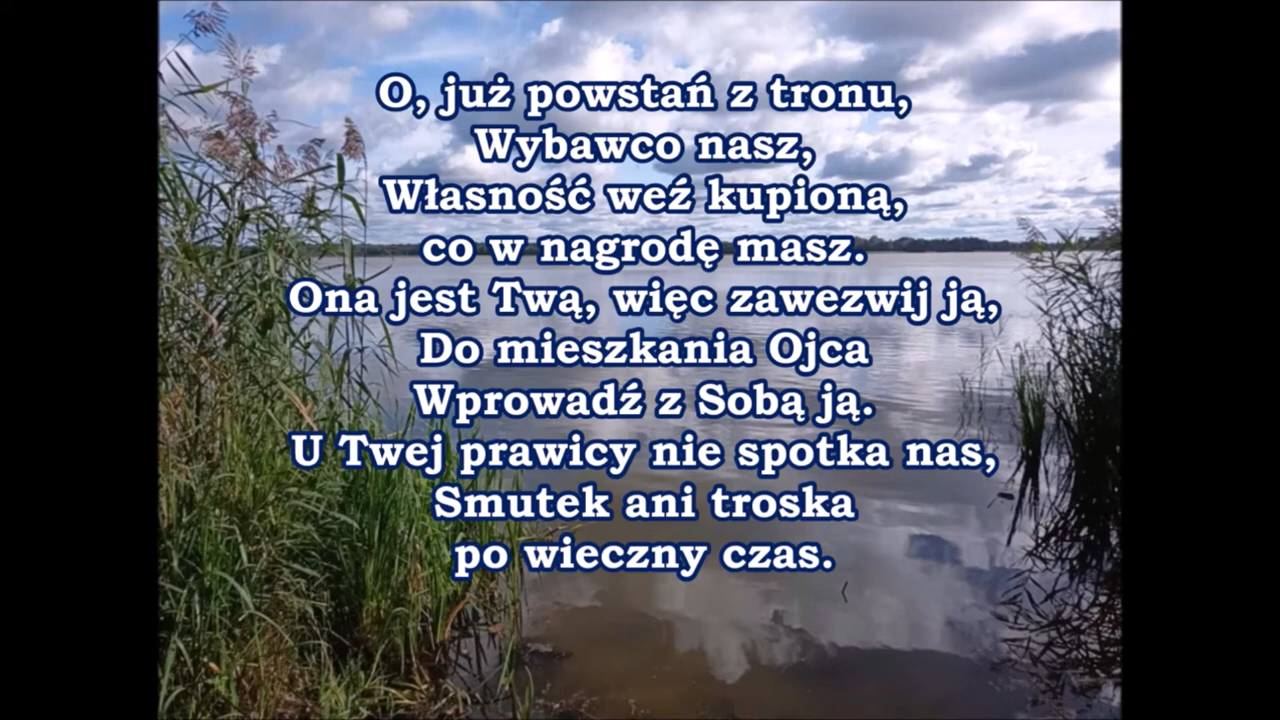 O, już powstań z tronu,
Wybawco nasz,
Własność weź kupioną,
co w nagrodę masz.
Ona jest Twą, więc zawezwij ją,
Do mieszkania Ojca
Wprowadź z Sobą ją.
U Twej prawicy nie spotka nas,
Smutek ani troska
po wieczny czas.